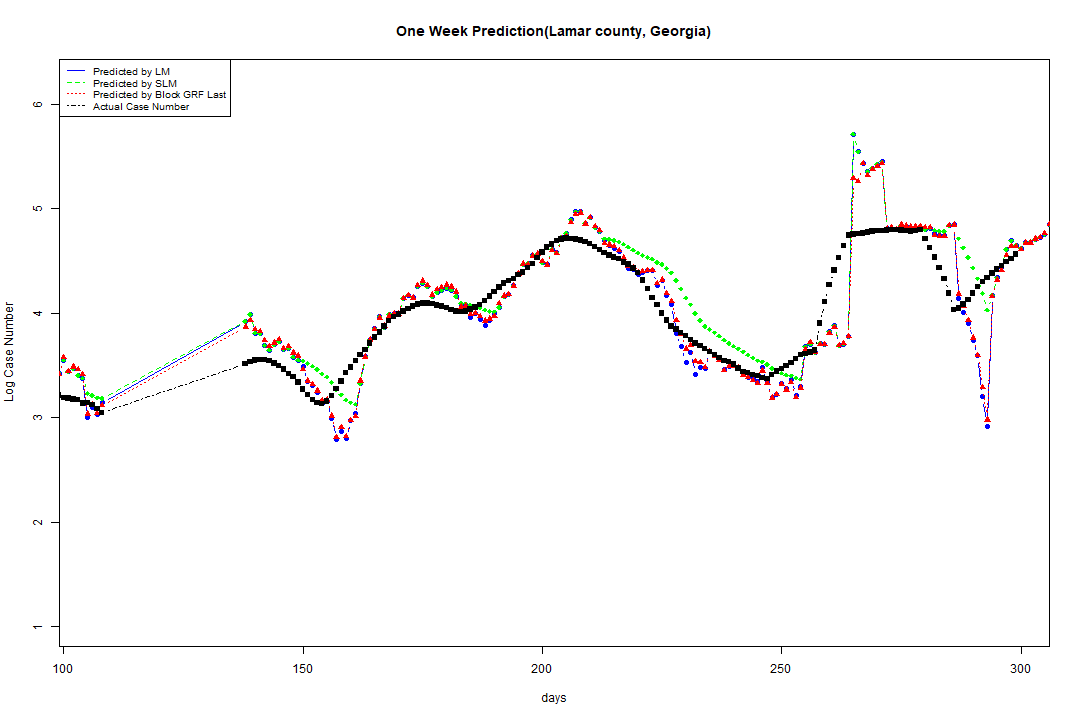 One Week Prediction(Lamar county, Georgia)
Predicted by LM
Predicted by SLM
Predicted by Block GRF Last
Actual Case Number
Log Case Number
6
5
4
3
2
1
100 150 200 250 300
days